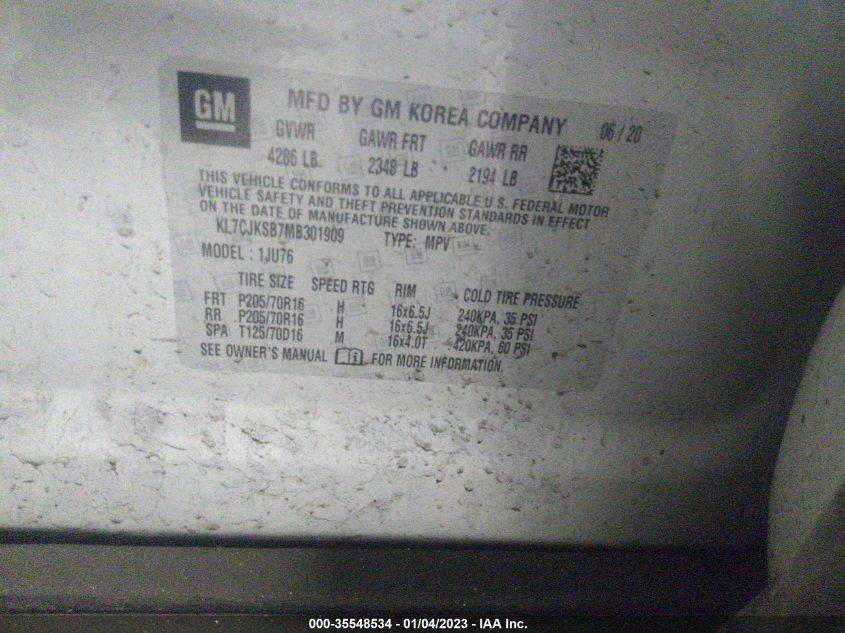 GM
MFD BY GM KOREA COMPANY 06/20
GVWR GAWR FRT GAWR RR
4286 LB 2348 LB 2194 LB
THIS VEHICLE CONFORMS TO ALL APPLICABLE U.S. FEDERAL MOTOR
VEHICLE SAFETY AND THEFT PREVENTION STANDARDS IN EFFECT
ON THE DATE OF MANUFACTURE SHOWN ABOVE.
KL7CJKSB7MB301909 TYPE: MPV
MODEL : 1JU76
TIRE SIZE SPEED RTG RIM COLD TIRE PRESSURE
FRT P205/70R16 H 16x6.5J 240KPA, 35 PSI
RR P205/70R16 H 16x6.5J 240KPA, 35 PSI
SPA T125/70D16 M 16x4.0T 420KPA, 60 PSI
SEE OWNER'S MANUAL FOR MORE INFORMATION.
000-35548534 - 01/04/2023 - IAA Inc.